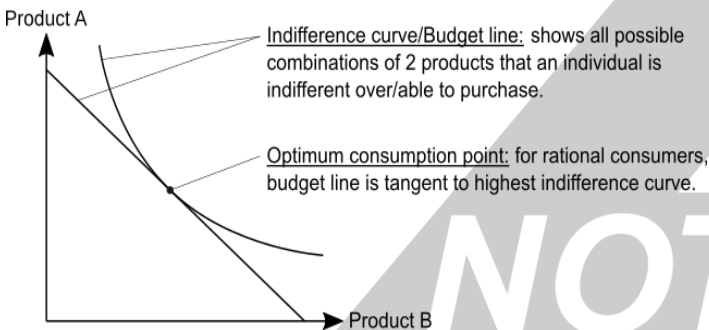 Product A
Indifference curve/Budget line: shows all possible
combinations of 2 products that an individual is
indifferent over/able to purchase.
Optimum consumption point: for rational consumers,
budget line is tangent to highest indifference curve.
NOT
Product B